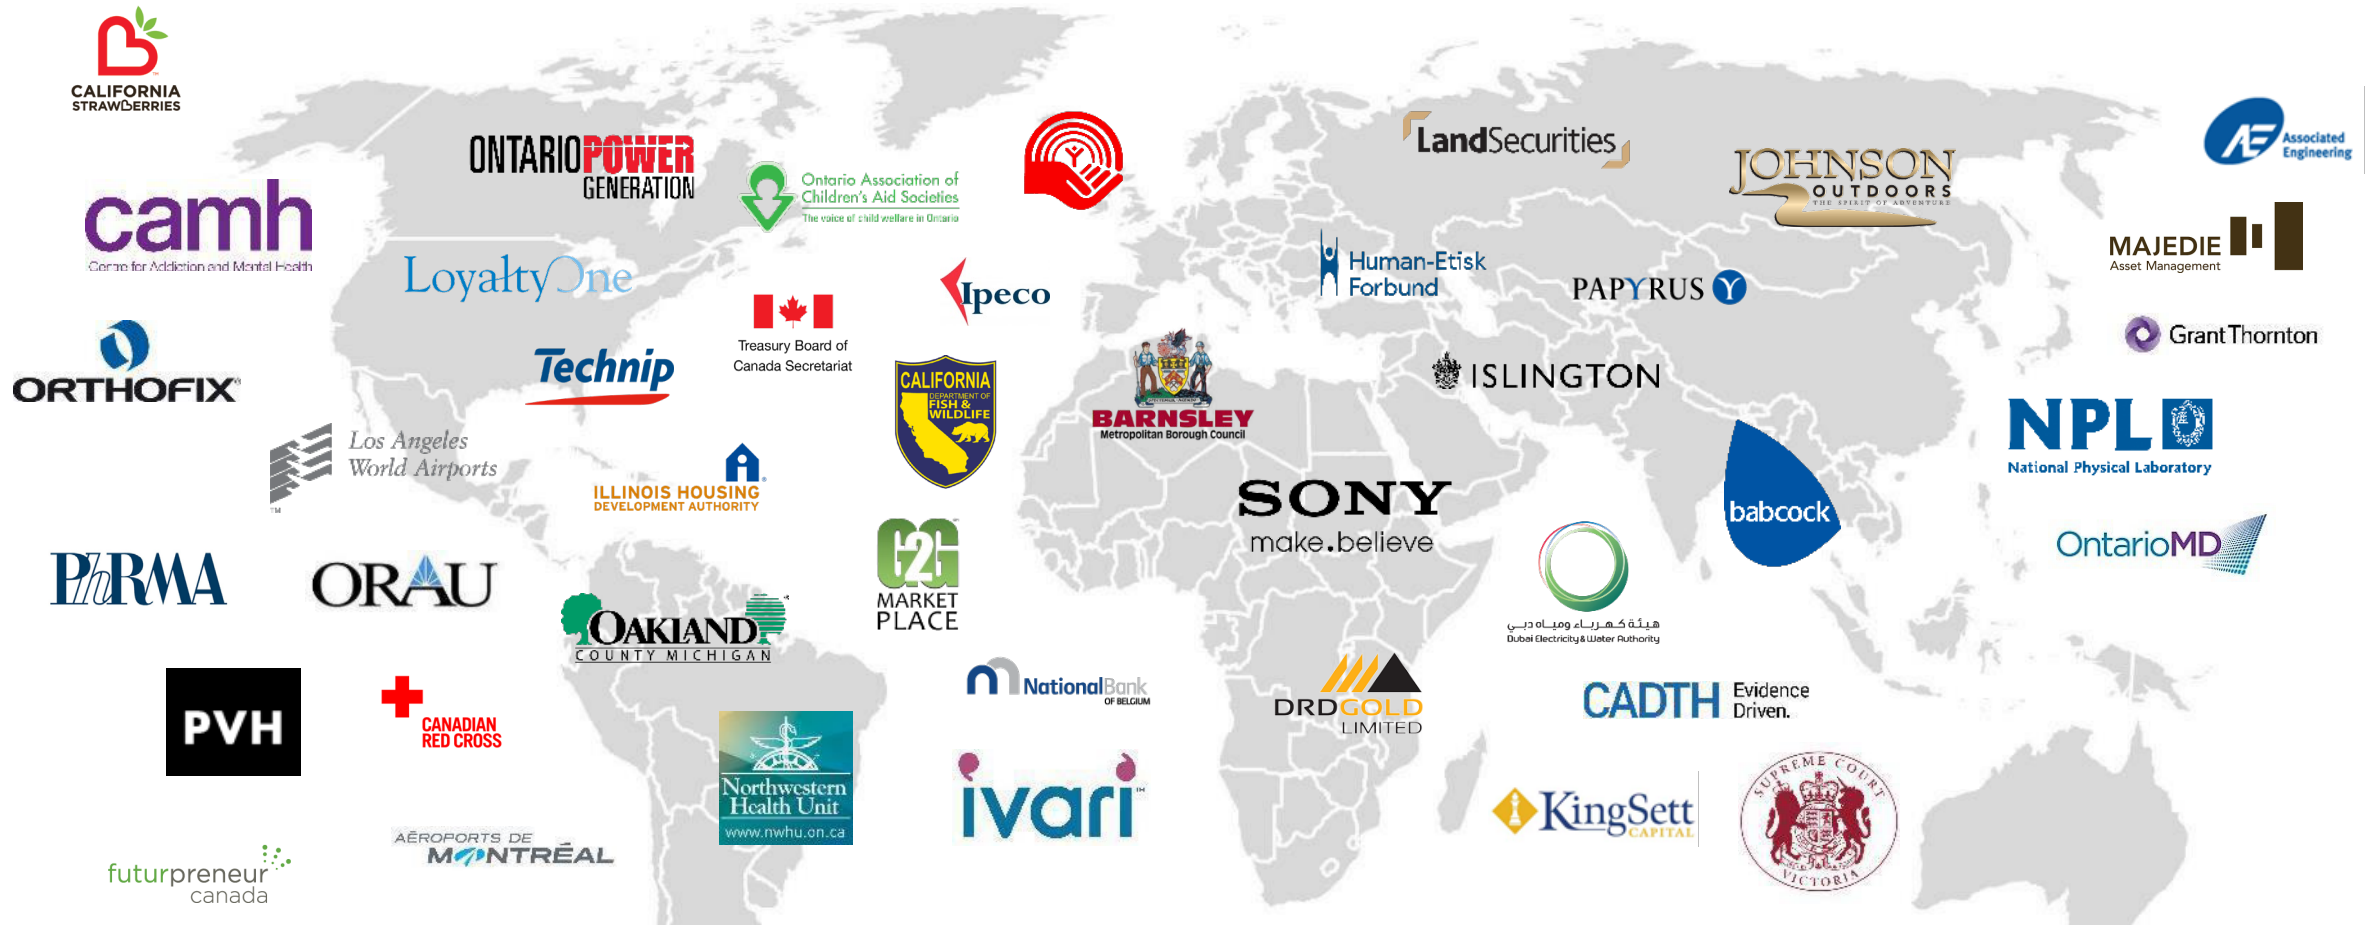 CALIFORNIA
STRAWBERRIES
camh
Centre for Addiction and Mental Health
ORTHOFIX®
Los Angeles
World Airports
TM
PhRMA
ORAU
PVH
CANADIAN
RED CROSS
futurpreneur
canada
AÉROPORTS DE
MONTRÉAL
ONTARIOPOWER
GENERATION
LoyaltyOne
Technip
ILLINOIS HOUSING
DEVELOPMENT AUTHORITY
OAKLAND
COUNTY MICHIGAN
Northwestern
Health Unit
www.nwhu.on.ca
Ontario Association of
Children's Aid Societies
The voice of child welfare in Ontario
Treasury Board of
Canada Secretariat
Ipeco
CALIFORNIA
DEPARTMENT OF
FISH &
WILDLIFE
G2G
MARKET
PLACE
NationalBank
OF BELGIUM
ivari™
BARNSLEY
Metropolitan Borough Council
SONY
make.believe
DRDGOLD
LIMITED
LandSecurities
Human-Etisk
Forbund
ISLINGTON
PAPYRUS
JOHNSON
OUTDOORS
THE SPIRIT OF ADVENTURE
babcock
هيئة كهرباء ومياه دبي
Dubai Electricity & Water Authority
CADTH Evidence
Driven.
KingSett
CAPITAL
SUPREME COURT
VICTORIA
AE Associated
Engineering
MAJEDIE
Asset Management
Grant Thornton
NPL
National Physical Laboratory
OntarioMD